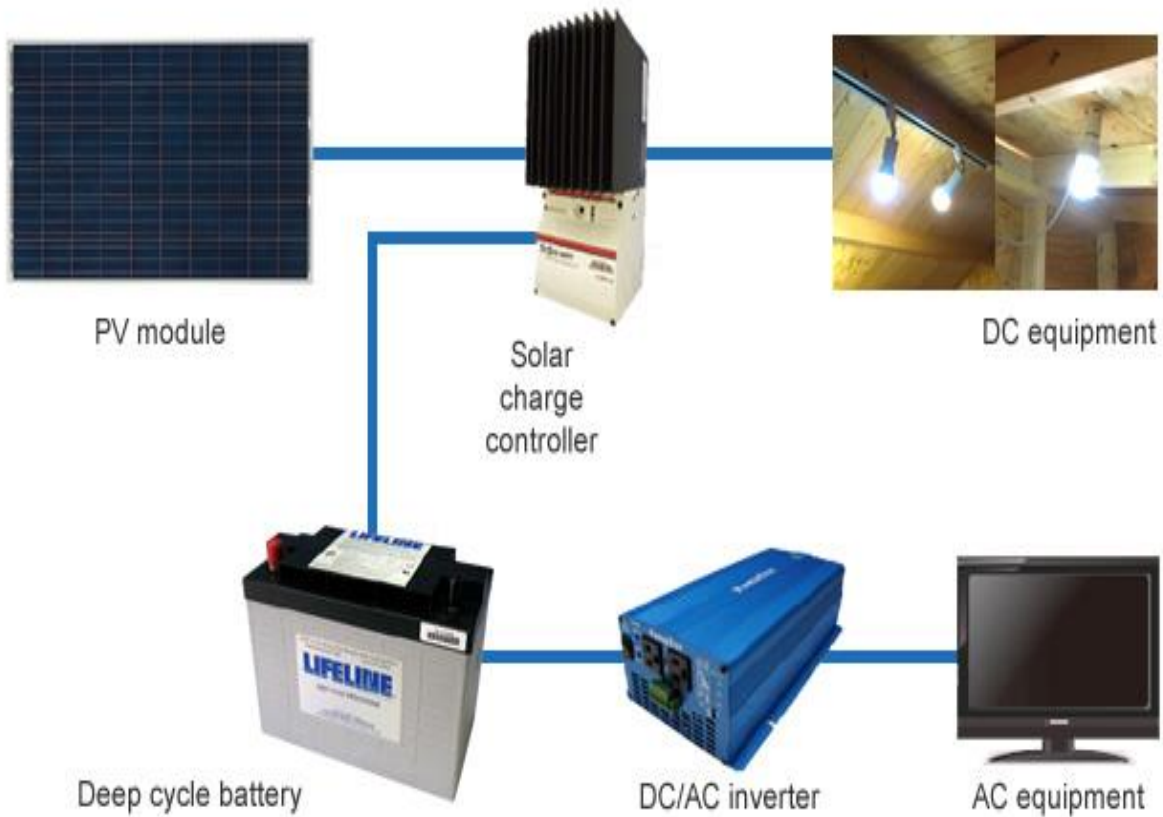 PV module
Solar
charge
controller
DC equipment
LIFELINE
LIFELINE
Deep cycle battery
DC/AC inverter
AC equipment